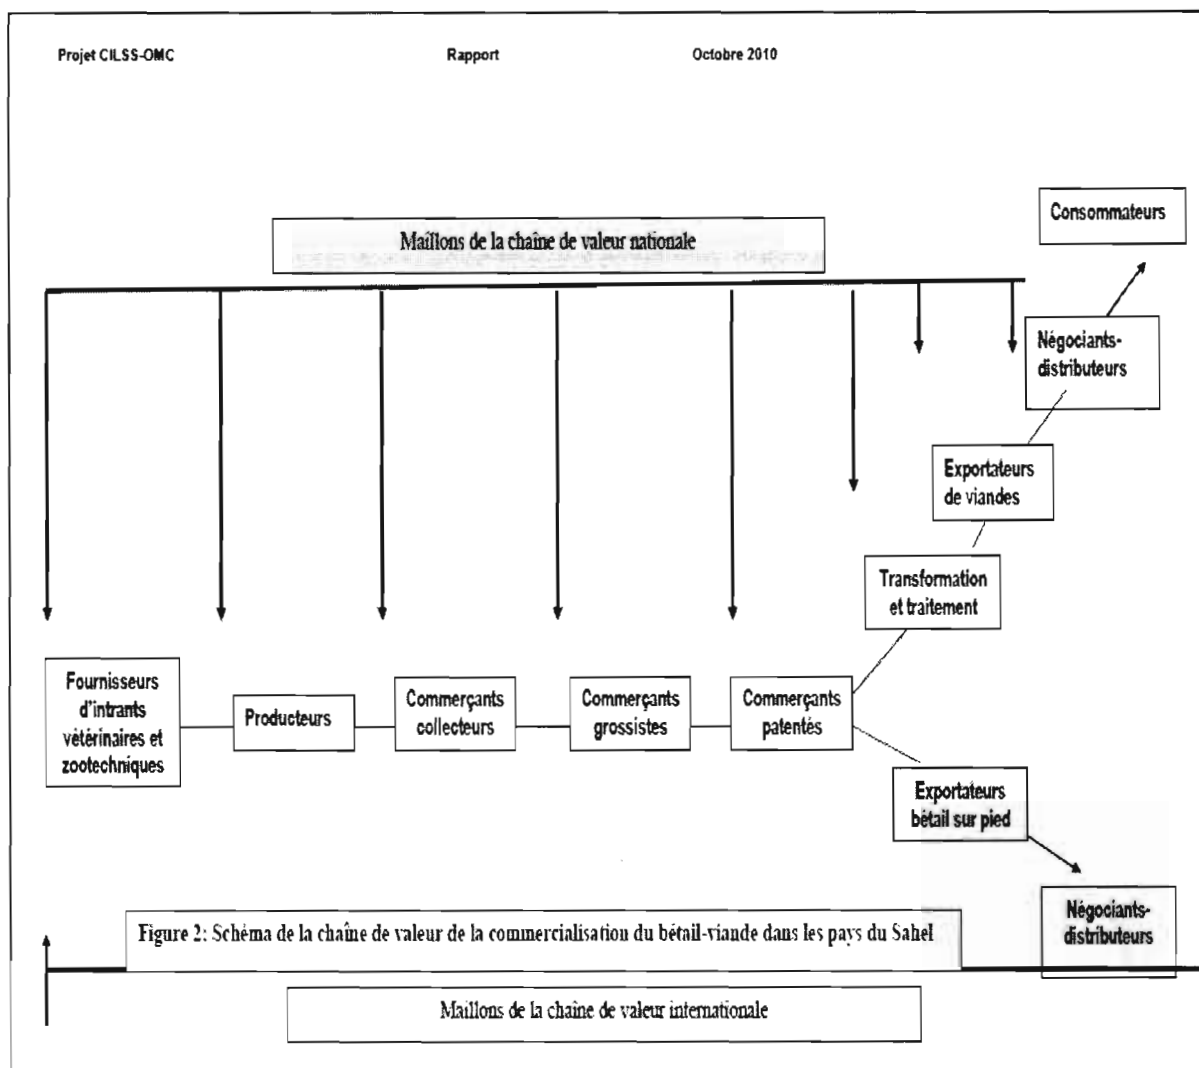 Projet CILSS-OMC Rapport Octobre 2010
Consommateurs
Maillons de la chaîne de valeur nationale
Négociants-
distributeurs
Exportateurs
de viandes
Transformation
et traitement
Fournisseurs
d'intrants
vétérinaires et
zootechniques
Producteurs
Commerçants
collecteurs
Commerçants
grossistes
Commerçants
patentés
Exportateurs
bétail sur pied
Négociants-
distributeurs
Figure 2: Schéma de la chaîne de valeur de la commercialisation du bétail-viande dans les pays du Sahel
Maillons de la chaîne de valeur internationale